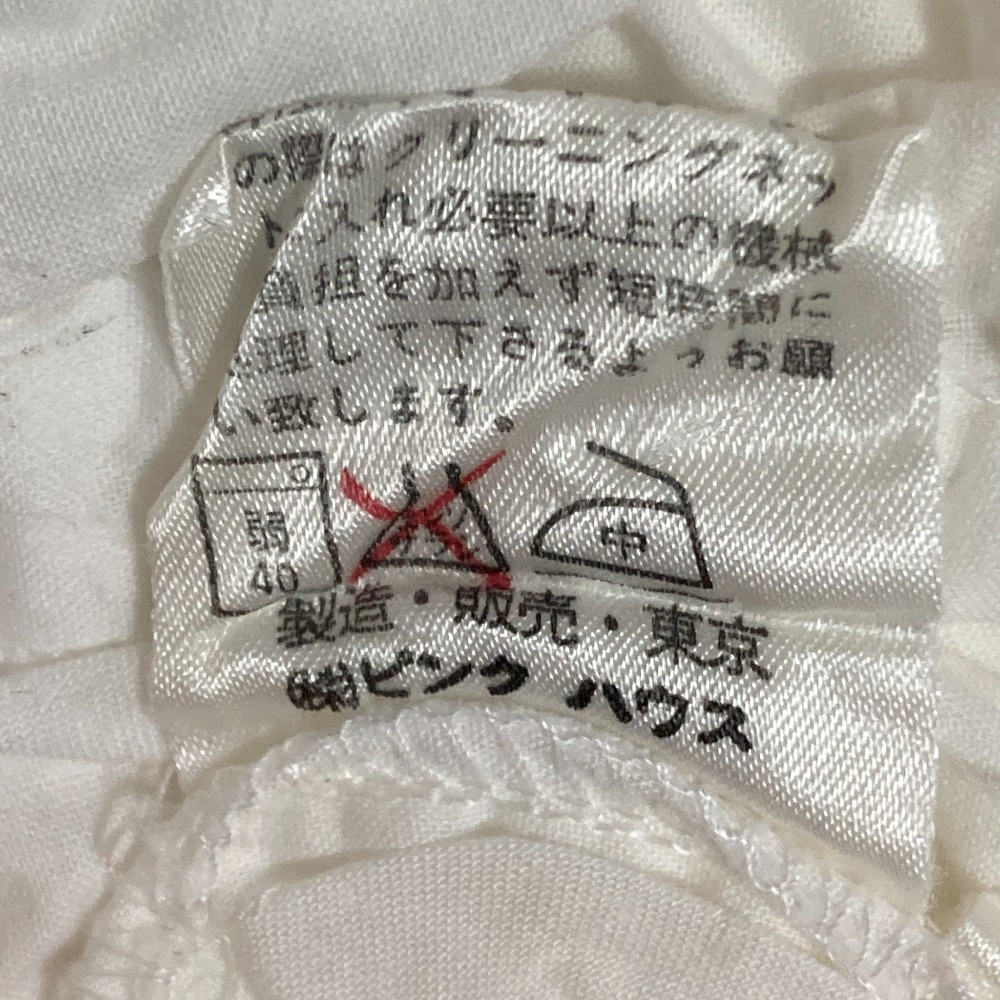 の際はクリーニングネッ
トに入れ必要以上の機械
負担を加えず短時間に
処理して下さるようお願
い致します。
弱
40
中
製造・販売・東京
㈱ピンク ハウス